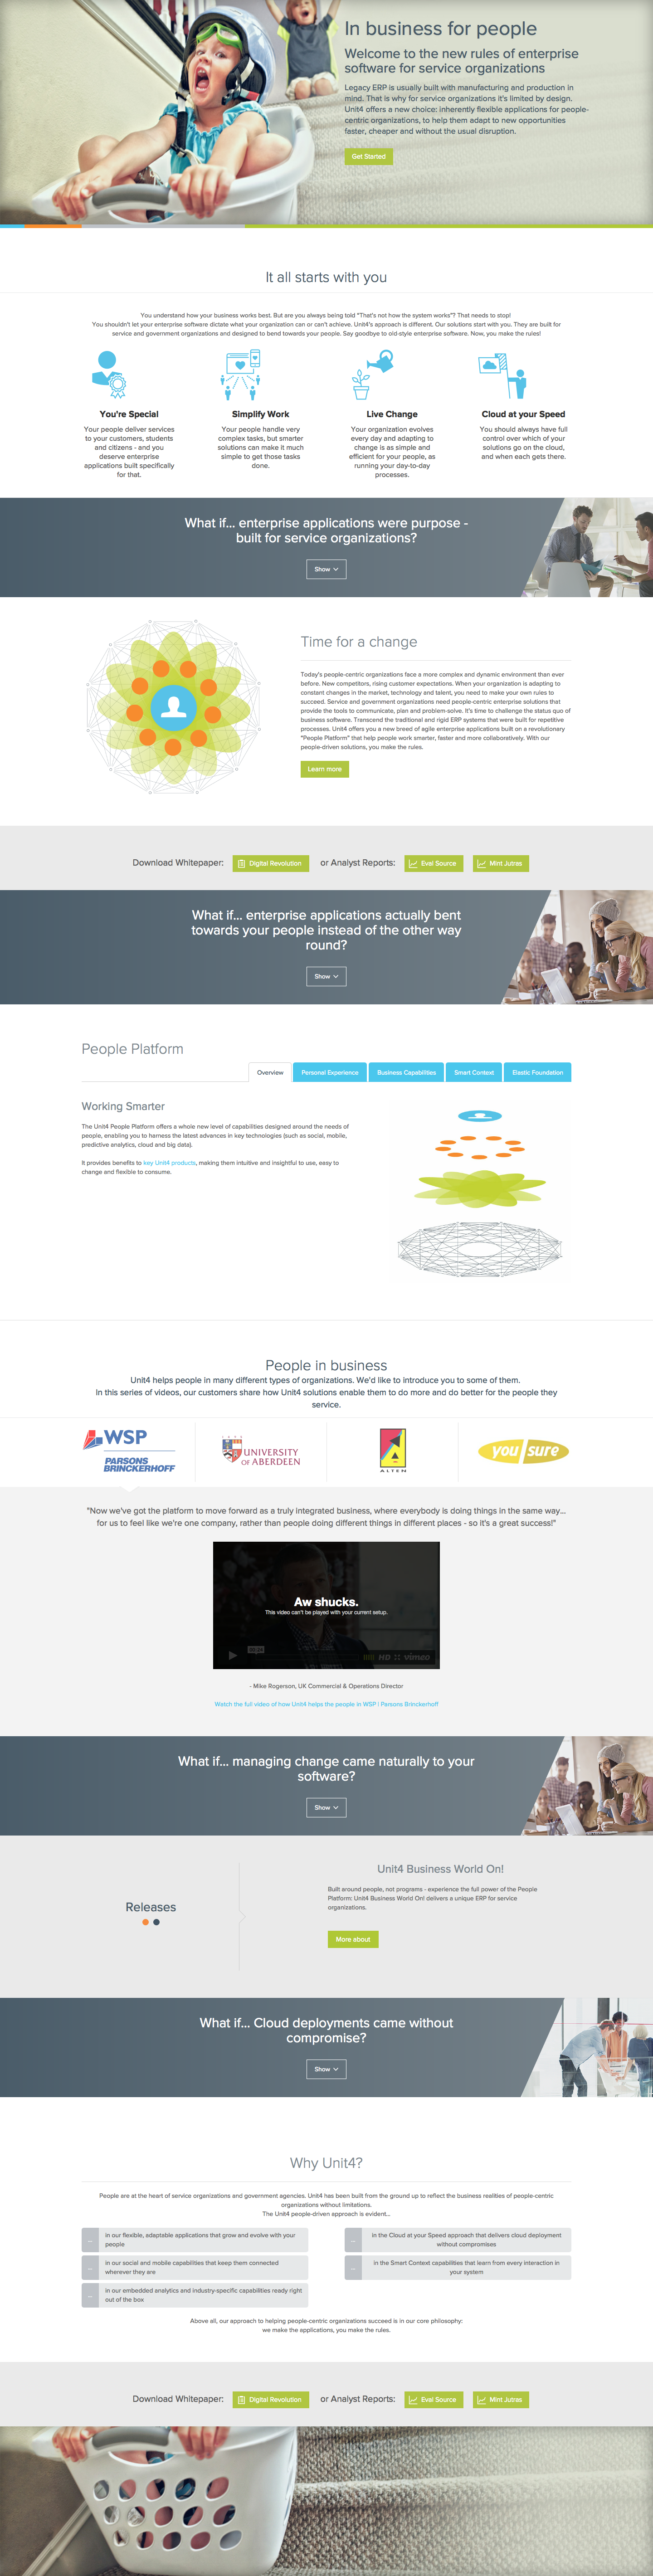 In business for people
Welcome to the new rules of enterprise
software for service organizations
Legacy ERP is usually built with manufacturing and production in
mind. That is why for service organizations it's limited by design.
Unit4 offers a new choice: inherently flexible applications for people-
centric organizations, to help them adapt to new opportunities
faster, cheaper and without the usual disruption.
Get Started
It all starts with you
You understand how your business works best. But are you always being told "That's not how the system works"? That needs to stop!
You shouldn't let your enterprise software dictate what your organization can or can't achieve. Unit4's approach is different. Our solutions start with you. They are built for
service and government organizations and designed to bend towards your people. Say goodbye to old-style enterprise software. Now, you make the rules!
You're Special
Your people deliver services
to your customers, students
and citizens - and you
deserve enterprise
applications built specifically
for that.
Simplify Work
Your people handle very
complex tasks, but smarter
solutions can make it much
simple to get those tasks
done.
Live Change
Your organization evolves
every day and adapting to
change is as simple and
efficient for your people, as
running your day-to-day
processes.
Cloud at your Speed
You should always have full
control over which of your
solutions go on the cloud,
and when each gets there.
What if... enterprise applications were purpose -
built for service organizations?
Show
Time for a change
Today's people-centric organizations face a more complex and dynamic environment than ever
before. New competitors, rising customer expectations. When your organization is adapting to
constant changes in the market, technology and talent, you need to make your own rules to
succeed. Service and government organizations need people-centric enterprise solutions that
provide the tools to communicate, plan and problem-solve. It's time to challenge the status quo of
business software. Transcend the traditional and rigid ERP systems that were built for repetitive
processes. Unit4 offers you a new breed of agile enterprise applications built on a revolutionary
"People Platform" that help people work smarter, faster and more collaboratively. With our
people-driven solutions, you make the rules.
Learn more
Download Whitepaper: Digital Revolution or Analyst Reports: Eval Source Mint Jutras
What if... enterprise applications actually bent
towards your people instead of the other way
round?
Show
People Platform
Overview Personal Experience Business Capabilities Smart Context Elastic Foundation
Working Smarter
The Unit4 People Platform offers a whole new level of capabilities designed around the needs of
people, enabling you to harness the latest advances in key technologies (such as social, mobile,
predictive analytics, cloud and big data).
It provides benefits to key Unit4 products, making them intuitive and insightful to use, easy to
change and flexible to consume.
People in business
Unit4 helps people in many different types of organizations. We'd like to introduce you to some of them.
In this series of videos, our customers share how Unit4 solutions enable them to do more and do better for the people they
service.
WSP
PARSONS
BRINCKERHOFF
UNIVERSITY
OF ABERDEEN
ALTEN
you sure
"Now we've got the platform to move forward as a truly integrated business, where everybody is doing things in the same way...
for us to feel like we're one company, rather than people doing different things in different places - so it's a great success!"
Aw shucks.
This video can't be played with your current setup.
HD vimeo
- Mike Rogerson, UK Commercial & Operations Director
Watch the full video of how Unit4 helps the people in WSP | Parsons Brinckerhoff
What if... managing change came naturally to your
software?
Show
Releases
Unit4 Business World On!
Built around people, not programs - experience the full power of the People
Platform: Unit4 Business World On! delivers a unique ERP for service
organizations.
More about
What if... Cloud deployments came without
compromise?
Show
Why Unit4?
People are at the heart of service organizations and government agencies. Unit4 has been built from the ground up to reflect the business realities of people-centric
organizations without limitations.
The Unit4 people-driven approach is evident...
... in our flexible, adaptable applications that grow and evolve with your
people
... in our social and mobile capabilities that keep them connected
wherever they are
... in our embedded analytics and industry-specific capabilities ready right
out of the box
... in the Cloud at your Speed approach that delivers cloud deployment
without compromises
... in the Smart Context capabilities that learn from every interaction in
your system
Above all, our approach to helping people-centric organizations succeed is in our core philosophy:
we make the applications, you make the rules.
Download Whitepaper: Digital Revolution or Analyst Reports: Eval Source Mint Jutras